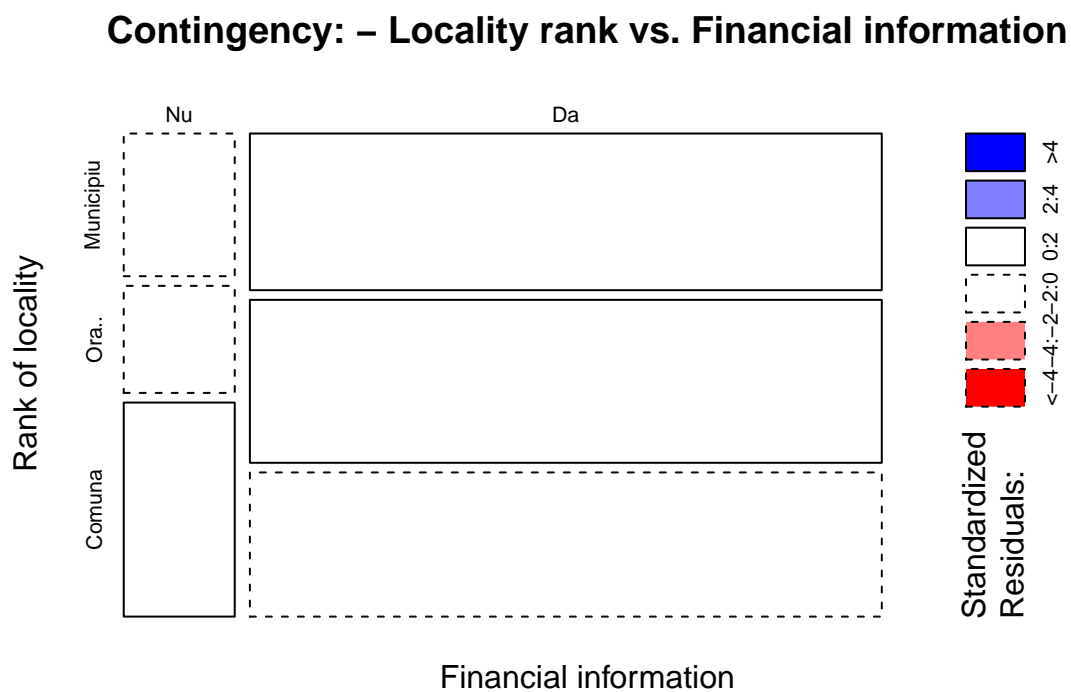 Contingency: – Locality rank vs. Financial information
Nu
Da
Municipiu
Ora..
Comuna
Rank of locality
Financial information
Standardized
Residuals:
<−4
−4:−2
−2:0
0:2
2:4
>4